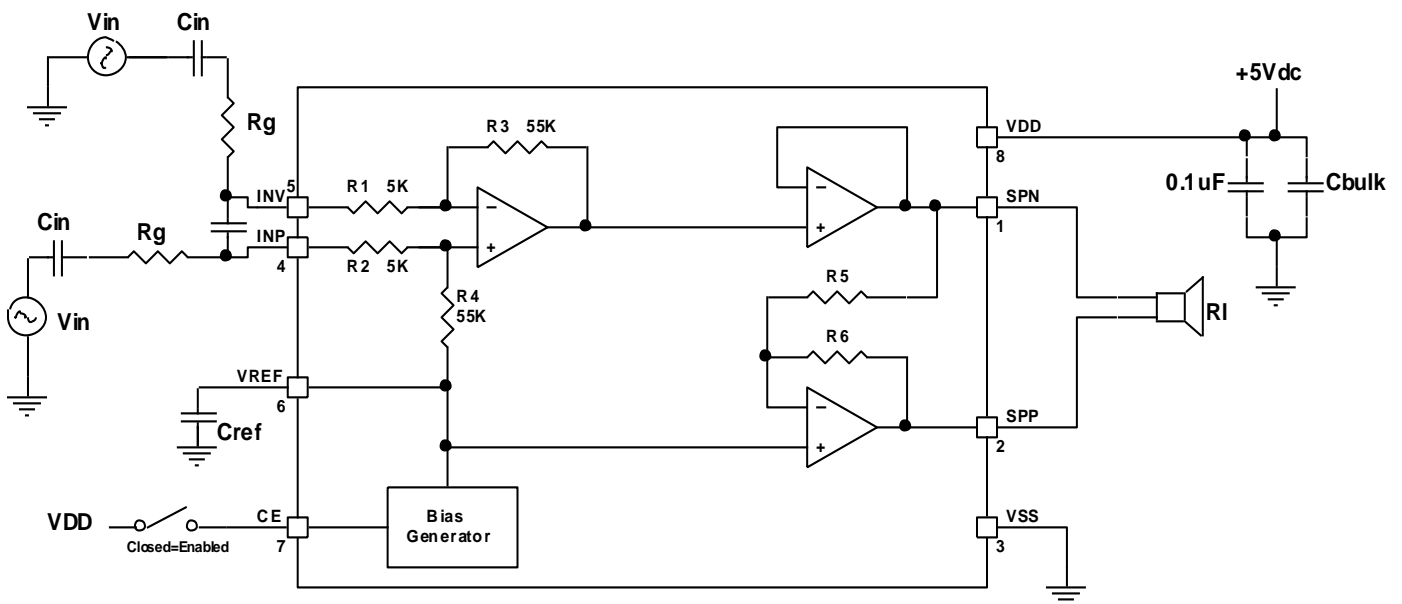 Vin
Cin
Rg
Cin
Rg
Vin
INV
5
INP
4
R1 5K
R2 5K
R3 55K
R4
55K
VREF
6
Cref
VDD
Closed=Enabled
CE
7
Bias
Generator
R5
R6
VDD
8
SPN
1
SPP
2
VSS
3
+5Vdc
0.1uF
Cbulk
Rl
−
+
−
+
−
+